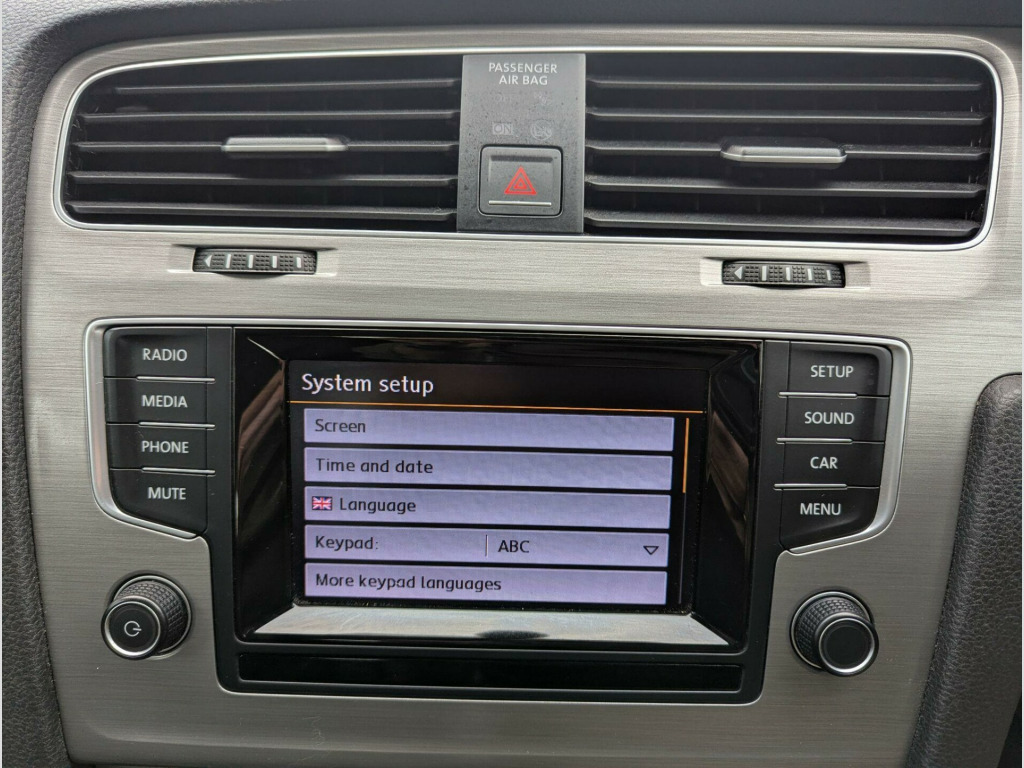 PASSENGER
AIR BAG
ON
RADIO
MEDIA
PHONE
MUTE
System setup
Screen
Time and date
Language
Keypad: ABC
More keypad languages
SETUP
SOUND
CAR
MENU